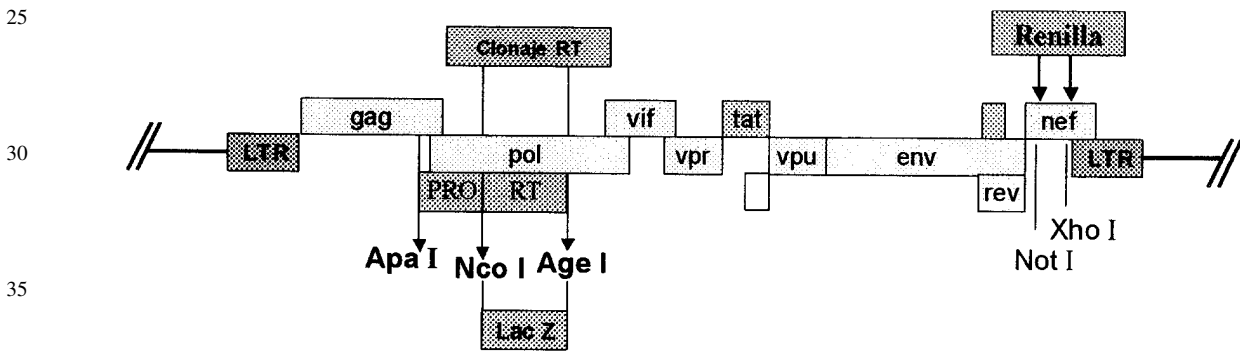 25
Clonaje RT
Renilla
gag
vif
tat
nef
30
LTR
pol
vpr
vpu
env
LTR
PRO
RT
rev
Apa I
Nco I
Age I
Xho I
Not I
35
Lac Z